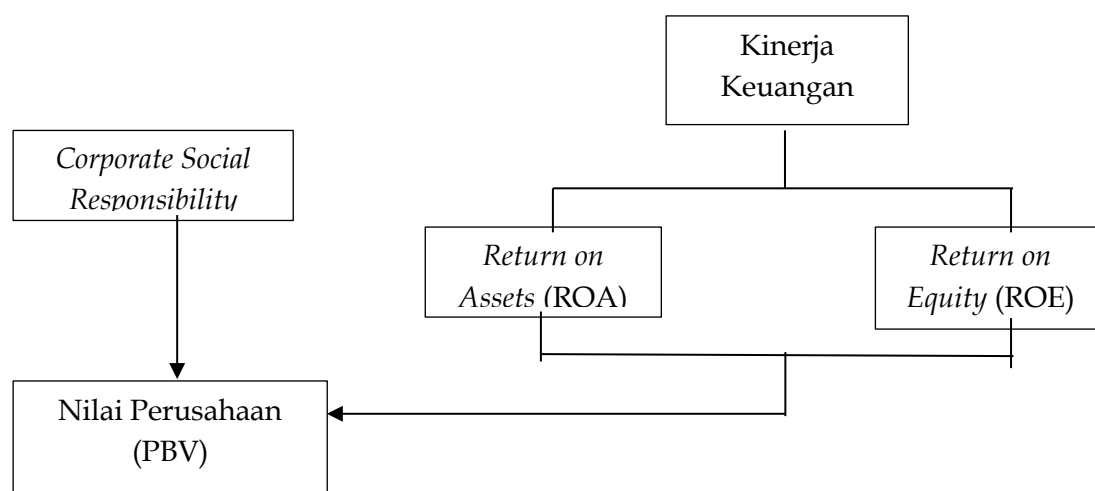 Kinerja
Keuangan
Corporate Social
Responsibility
Return on
Assets (ROA)
Return on
Equity (ROE)
Nilai Perusahaan
(PBV)